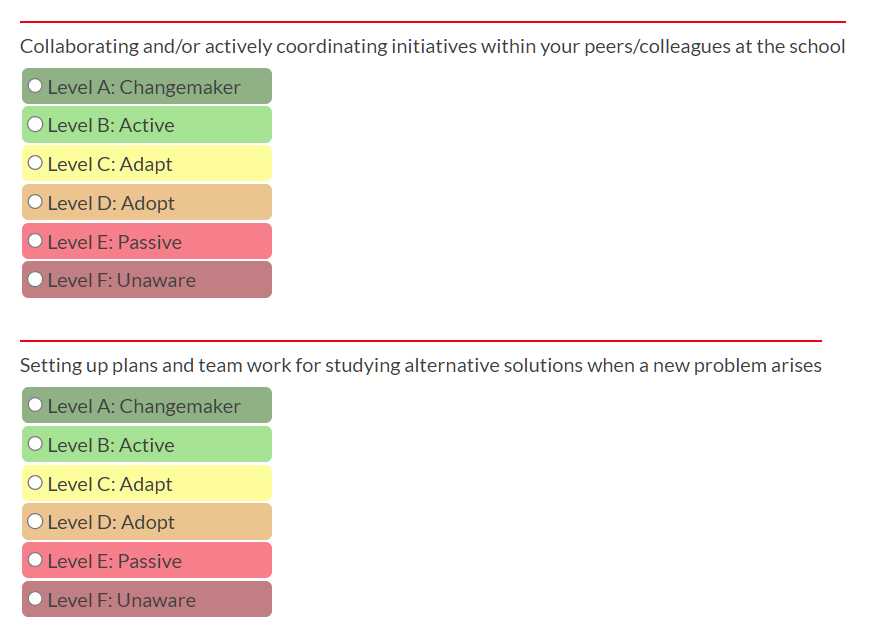 Collaborating and/or actively coordinating initiatives within your peers/colleagues at the school
Level A: Changemaker
Level B: Active
Level C: Adapt
Level D: Adopt
Level E: Passive
Level F: Unaware
Setting up plans and team work for studying alternative solutions when a new problem arises
Level A: Changemaker
Level B: Active
Level C: Adapt
Level D: Adopt
Level E: Passive
Level F: Unaware